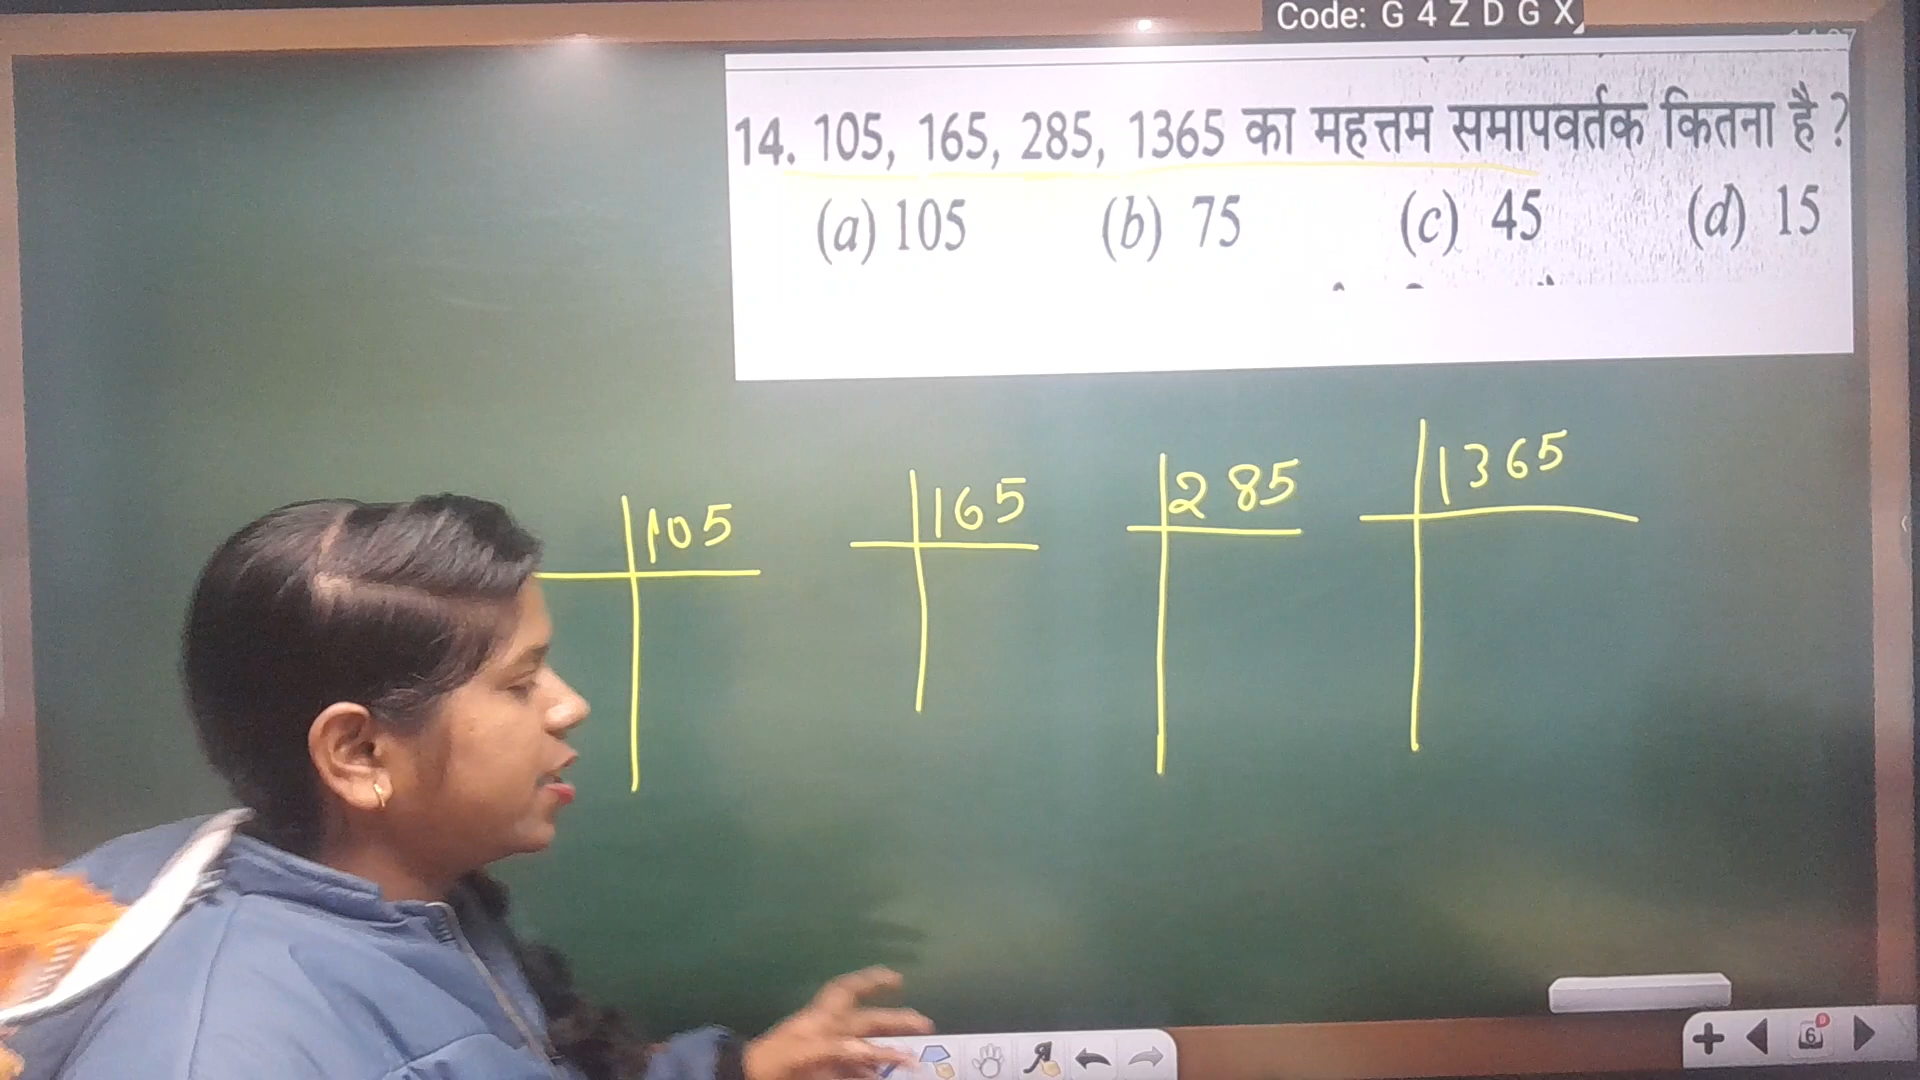 Code: G 4 Z D G X
14. 105, 165, 285, 1365 का महत्तम समापवर्तक कितना है ?
(a) 105 (b) 75 (c) 45 (d) 15
105 165 285 1365
6